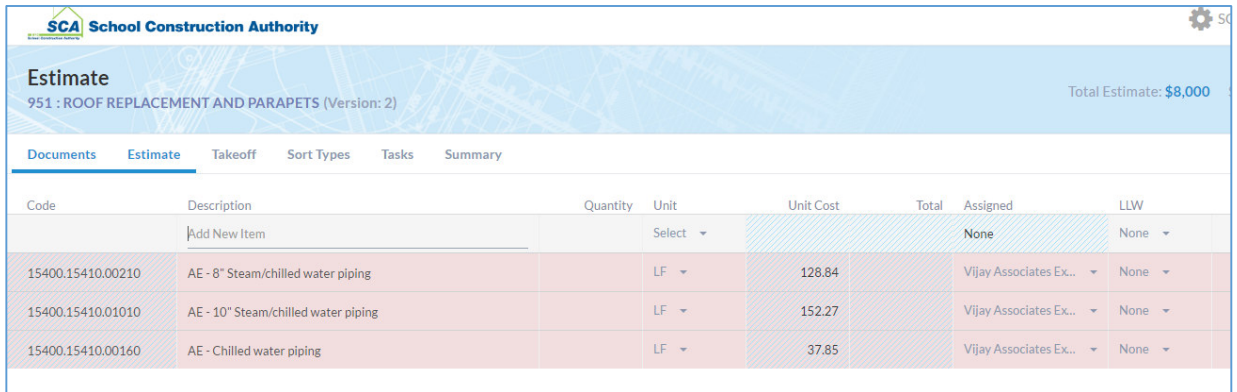 SCA School Construction Authority
Estimate
951 : ROOF REPLACEMENT AND PARAPETS (Version: 2)
Total Estimate: $8,000
Documents Estimate Takeoff Sort Types Tasks Summary
Code Description Quantity Unit Unit Cost Total Assigned LLW
Add New Item Select None None
15400.15410.00210 AE - 8" Steam/chilled water piping LF 128.84 Vijay Associates Ex... None
15400.15410.01010 AE - 10" Steam/chilled water piping LF 152.27 Vijay Associates Ex... None
15400.15410.00160 AE - Chilled water piping LF 37.85 Vijay Associates Ex... None